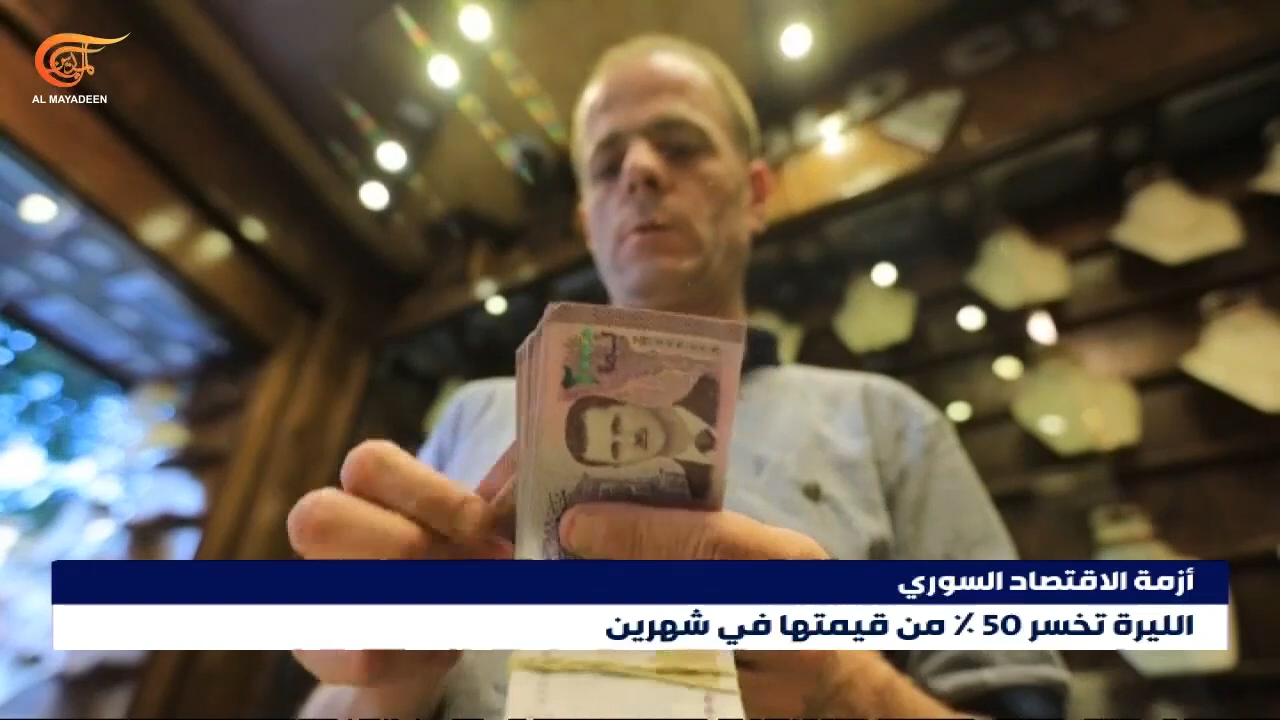 AL MAYADEEN
أزمة الاقتصاد السوري
الليرة تخسر 50 ٪ من قيمتها في شهرين